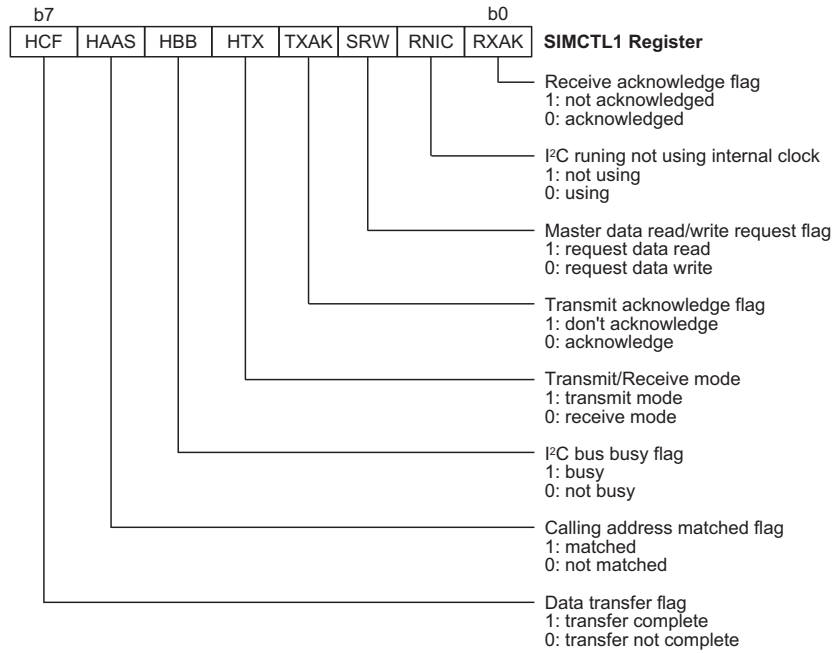 b7 b0
HCF HAAS HBB HTX TXAK SRW RNIC RXAK SIMCTL1 Register
Receive acknowledge flag
1: not acknowledged
0: acknowledged
I²C runing not using internal clock
1: not using
0: using
Master data read/write request flag
1: request data read
0: request data write
Transmit acknowledge flag
1: don't acknowledge
0: acknowledge
Transmit/Receive mode
1: transmit mode
0: receive mode
I²C bus busy flag
1: busy
0: not busy
Calling address matched flag
1: matched
0: not matched
Data transfer flag
1: transfer complete
0: transfer not complete